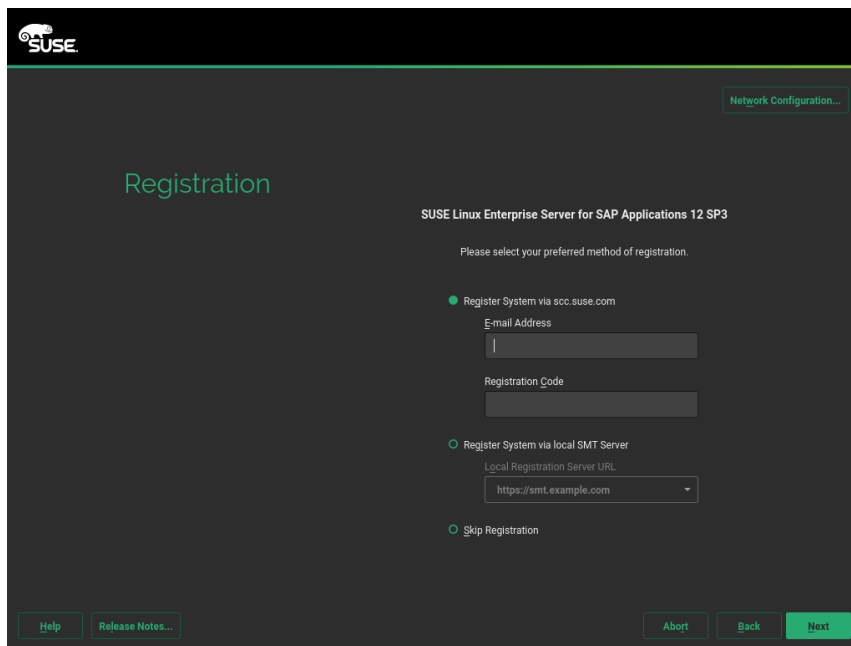 SUSE.
Network Configuration...
Registration
SUSE Linux Enterprise Server for SAP Applications 12 SP3
Please select your preferred method of registration.
Register System via scc.suse.com
E-mail Address
Registration Code
Register System via local SMT Server
Local Registration Server URL
https://smt.example.com
Skip Registration
Help
Release Notes...
Abort
Back
Next